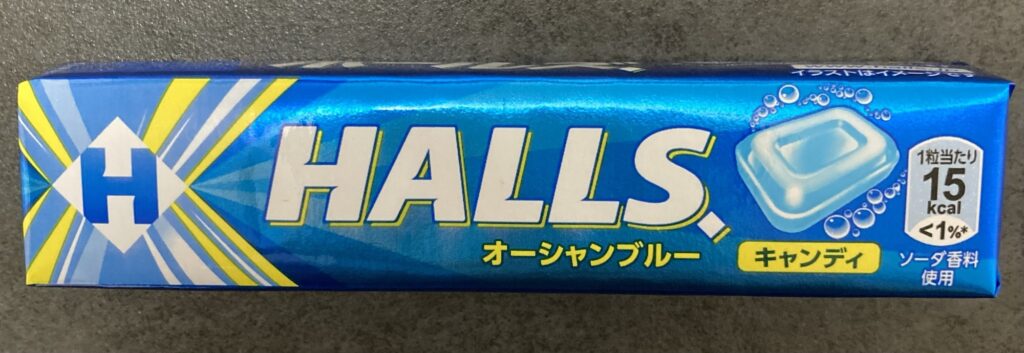 イラストはイメージです
H
HALLS
オーシャンブルー
キャンディ
1粒当たり
15
kcal
<1%*
ソーダ香料
使用